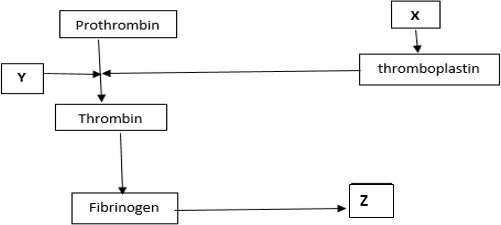 X
Prothrombin
thromboplastin
Y
Thrombin
Z
Fibrinogen